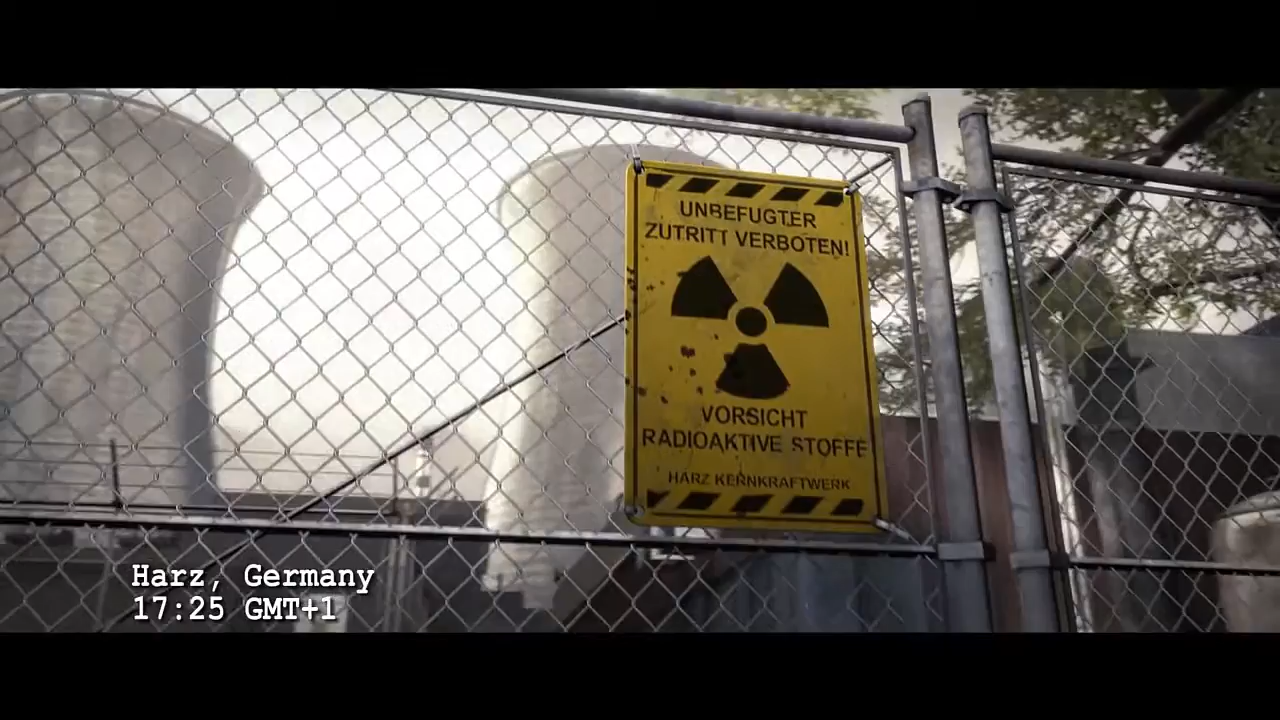 UNBEFUGTER
ZUTRITT VERBOTEN!
VORSICHT
RADIOAKTIVE STOFFE
HARZ KERNKRAFTWERK
Harz, Germany
17:25 GMT+1